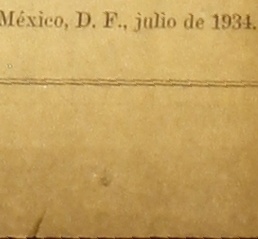 México, D. F., julio de 1934.